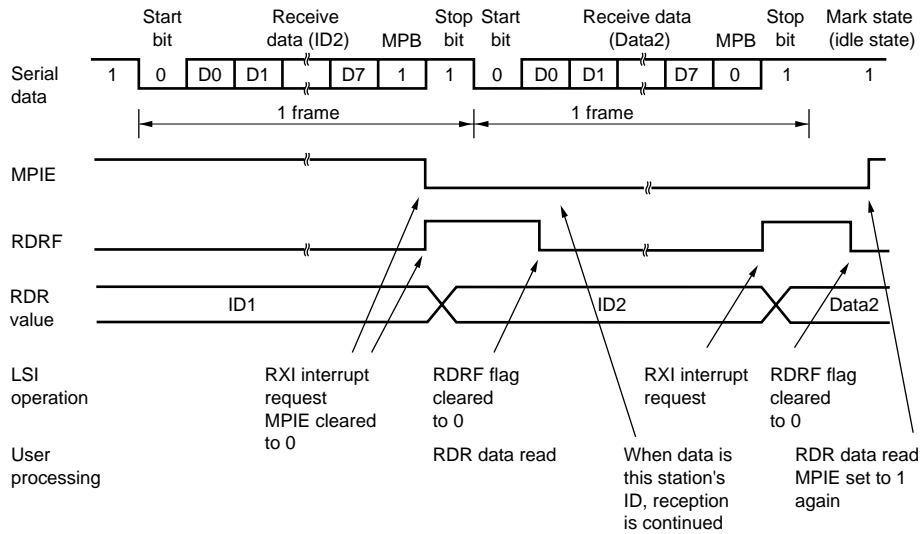 Start bit
Receive data (ID2)
MPB
Stop bit
Start bit
Receive data (Data2)
MPB
Stop bit
Mark state (idle state)
Serial data
1 0 D0 D1 D7 1 1 0 D0 D1 D7 0 1 1
1 frame 1 frame
MPIE
RDRF
RDR value
ID1 ID2 Data2
LSI operation
RXI interrupt request MPIE cleared to 0
RDRF flag cleared to 0
RXI interrupt request
RDRF flag cleared to 0
User processing
RDR data read
When data is this station's ID, reception is continued
RDR data read MPIE set to 1 again